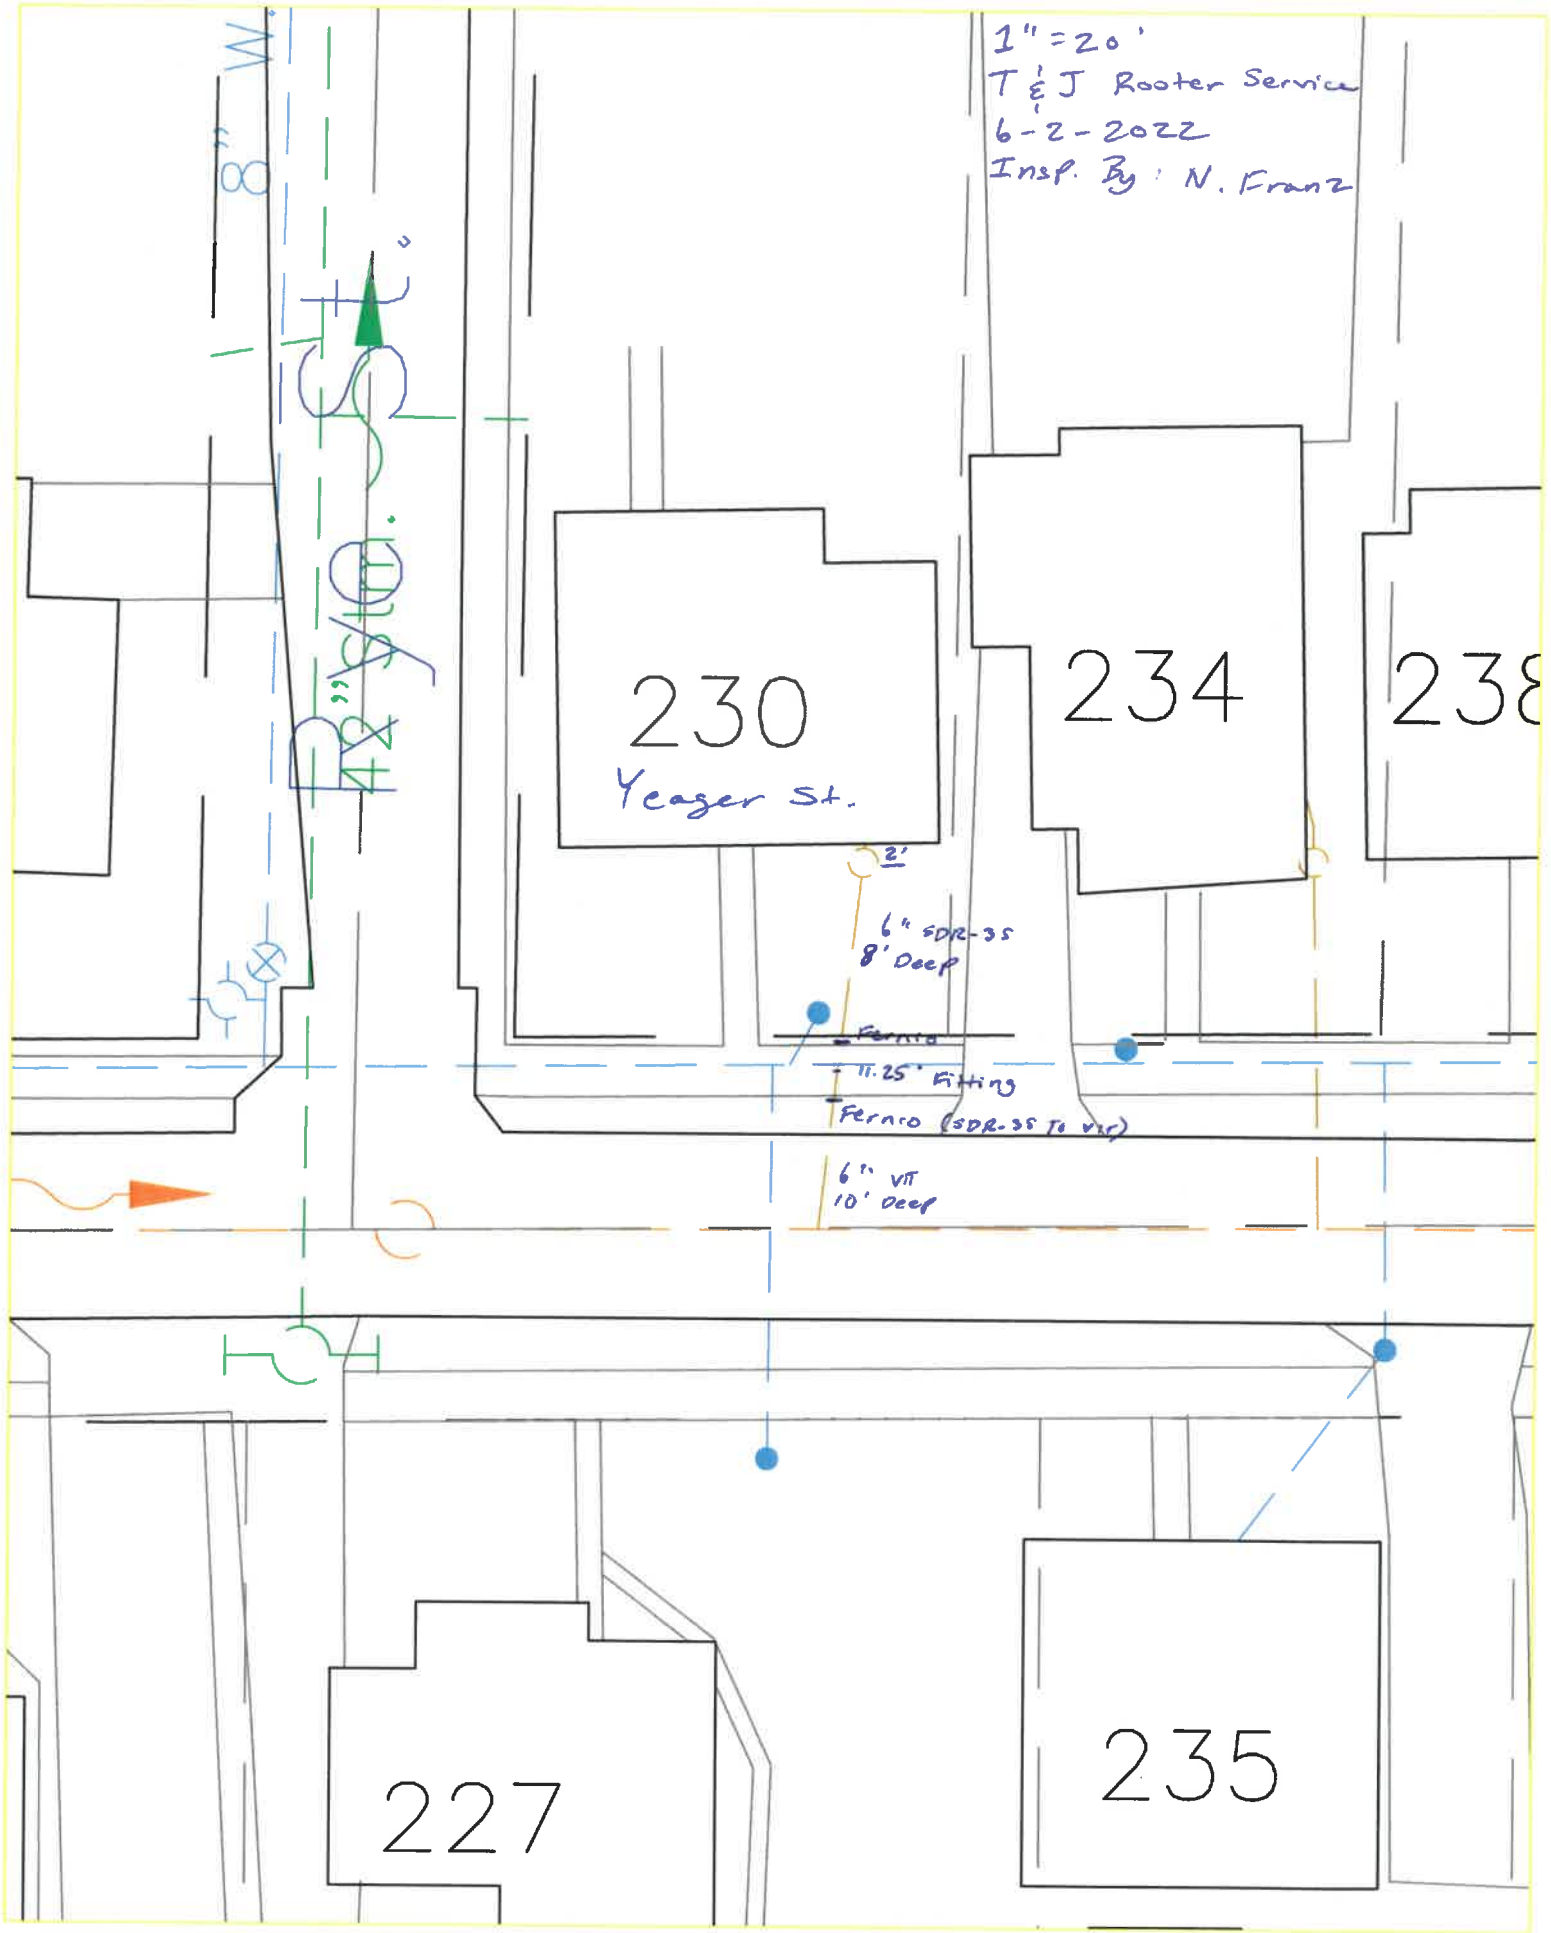 1" = 20'
T & J Rooter Service
6-2-2022
Insp. By: N. Franz
8" W.
Rye St.
42" Stm.
230
Yeager St.
234
238
2'
6" SDR-35
8' Deep
Fernco
11.25° Fitting
Fernco (SDR-35 To VIT)
6" VIT
10' Deep
227
235